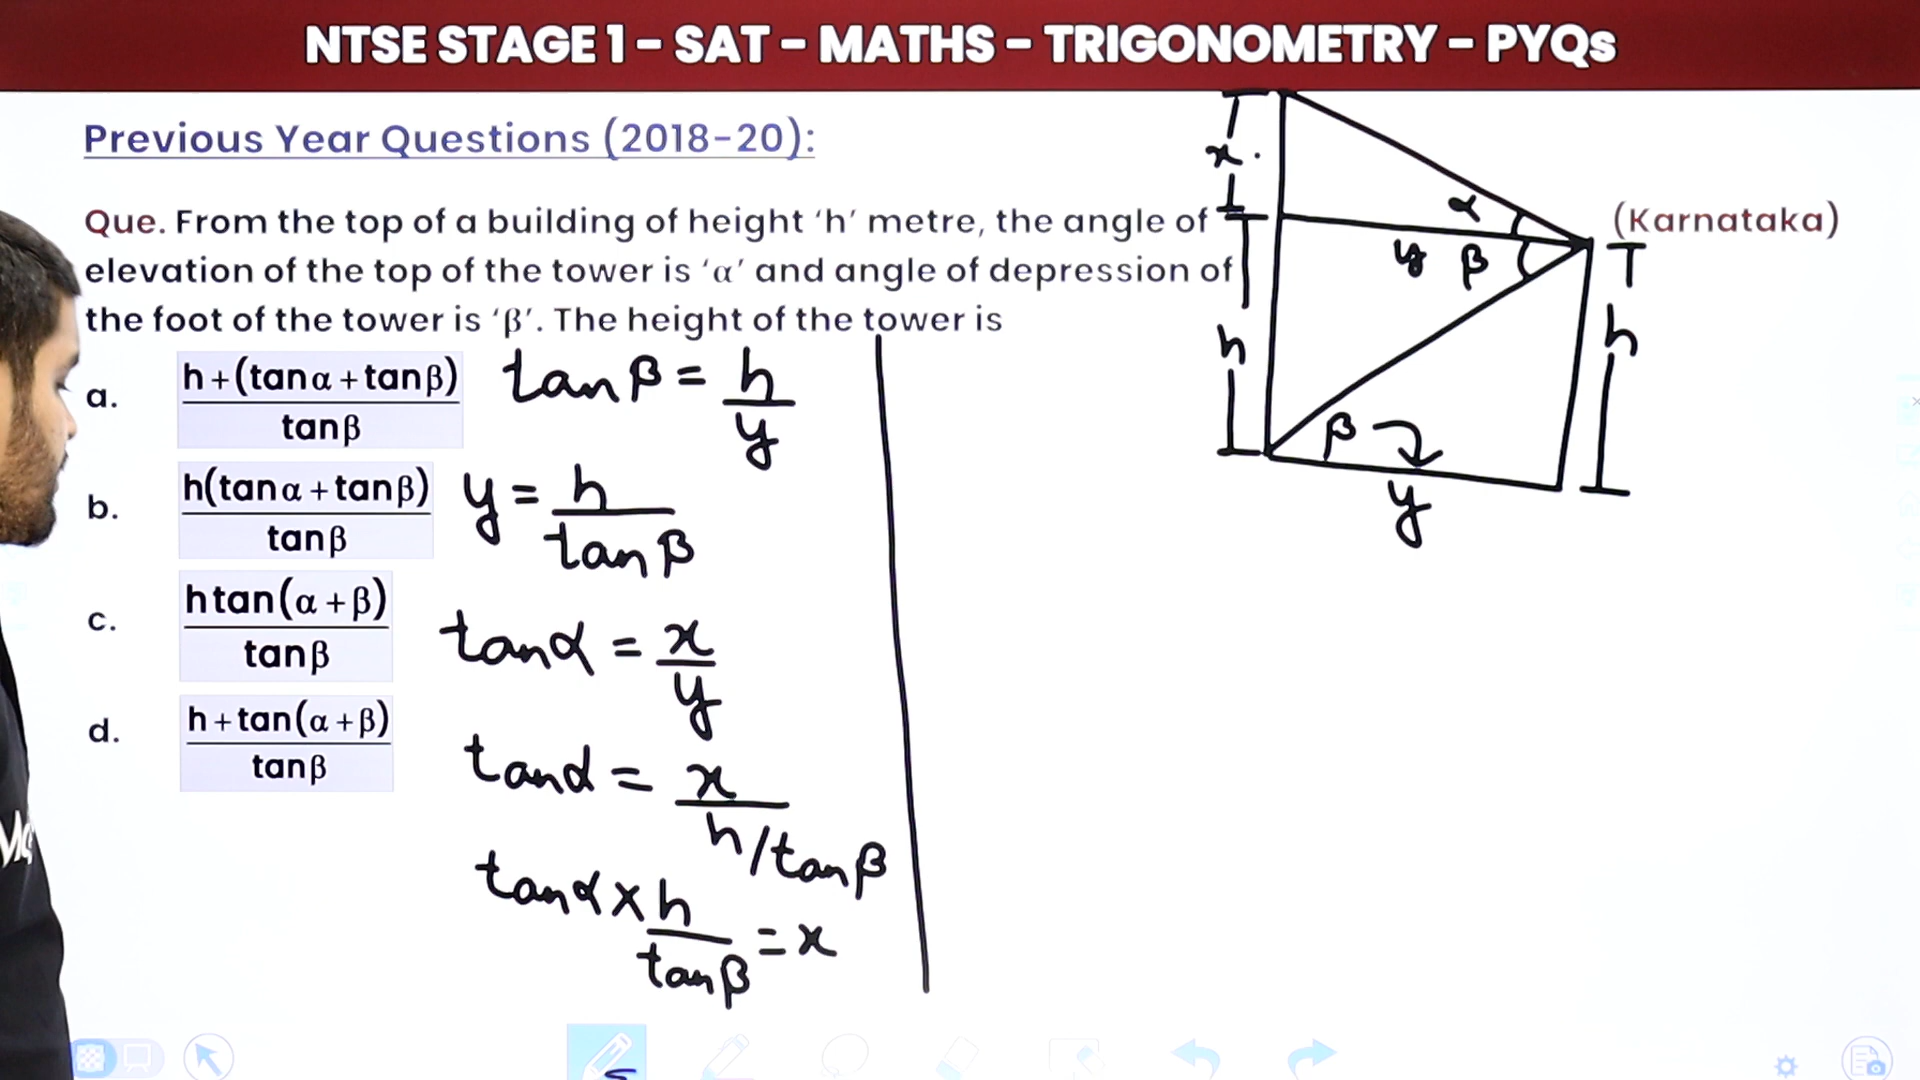 NTSE STAGE 1 – SAT – MATHS – TRIGONOMETRY – PYQs
Previous Year Questions (2018-20):
Que. From the top of a building of height ‘h’ metre, the angle of
(Karnataka)
elevation of the top of the tower is ‘α’ and angle of depression of
the foot of the tower is ‘β’. The height of the tower is
a. h+(tanα+tanβ)
tanβ
b. h(tanα+tanβ)
tanβ
c. htan(α+β)
tanβ
d. h+tan(α+β)
tanβ
tanβ = h
y
y = h
tanβ
tanα = x
y
tanα = x
h/tanβ
tanα × h
tanβ
= x
x
α
y β
T
h
h
β
y